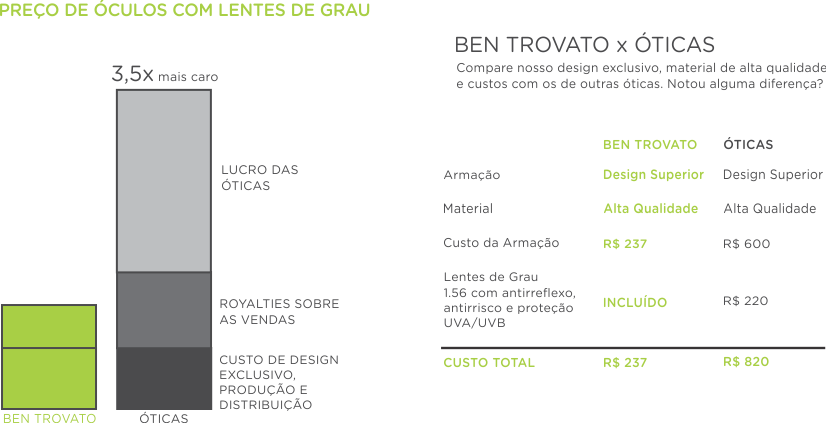 PREÇO DE ÓCULOS COM LENTES DE GRAU
3,5x mais caro
LUCRO DAS
ÓTICAS
ROYALTIES SOBRE
AS VENDAS
CUSTO DE DESIGN
EXCLUSIVO,
PRODUÇÃO E
DISTRIBUIÇÃO
BEN TROVATO
ÓTICAS
BEN TROVATO x ÓTICAS
Compare nosso design exclusivo, material de alta qualidade
e custos com os de outras óticas. Notou alguma diferença?
BEN TROVATO ÓTICAS
Armação Design Superior Design Superior
Material Alta Qualidade Alta Qualidade
Custo da Armação R$ 237 R$ 600
Lentes de Grau
1.56 com antirreflexo,
antirrisco e proteção
UVA/UVB
INCLUÍDO R$ 220
CUSTO TOTAL R$ 237 R$ 820